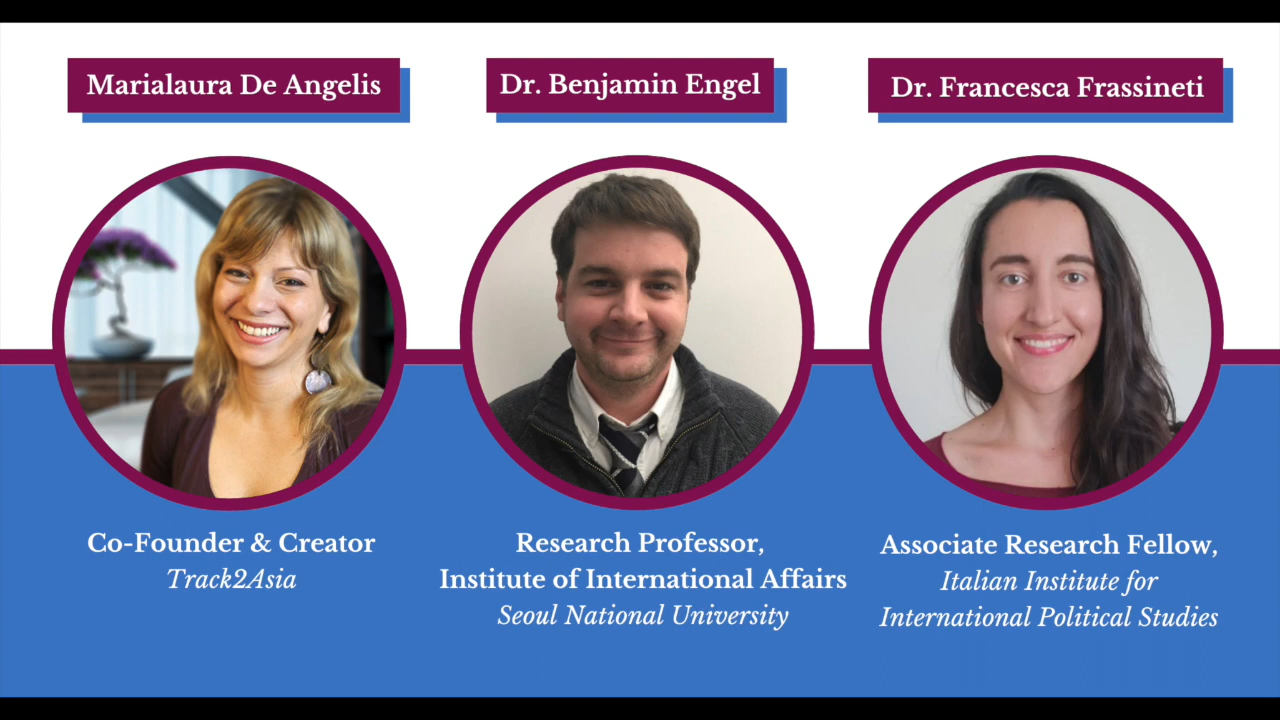 Marialaura De Angelis
Dr. Benjamin Engel
Dr. Francesca Frassineti
Co-Founder & Creator
Track2Asia
Research Professor,
Institute of International Affairs
Seoul National University
Associate Research Fellow,
Italian Institute for
International Political Studies